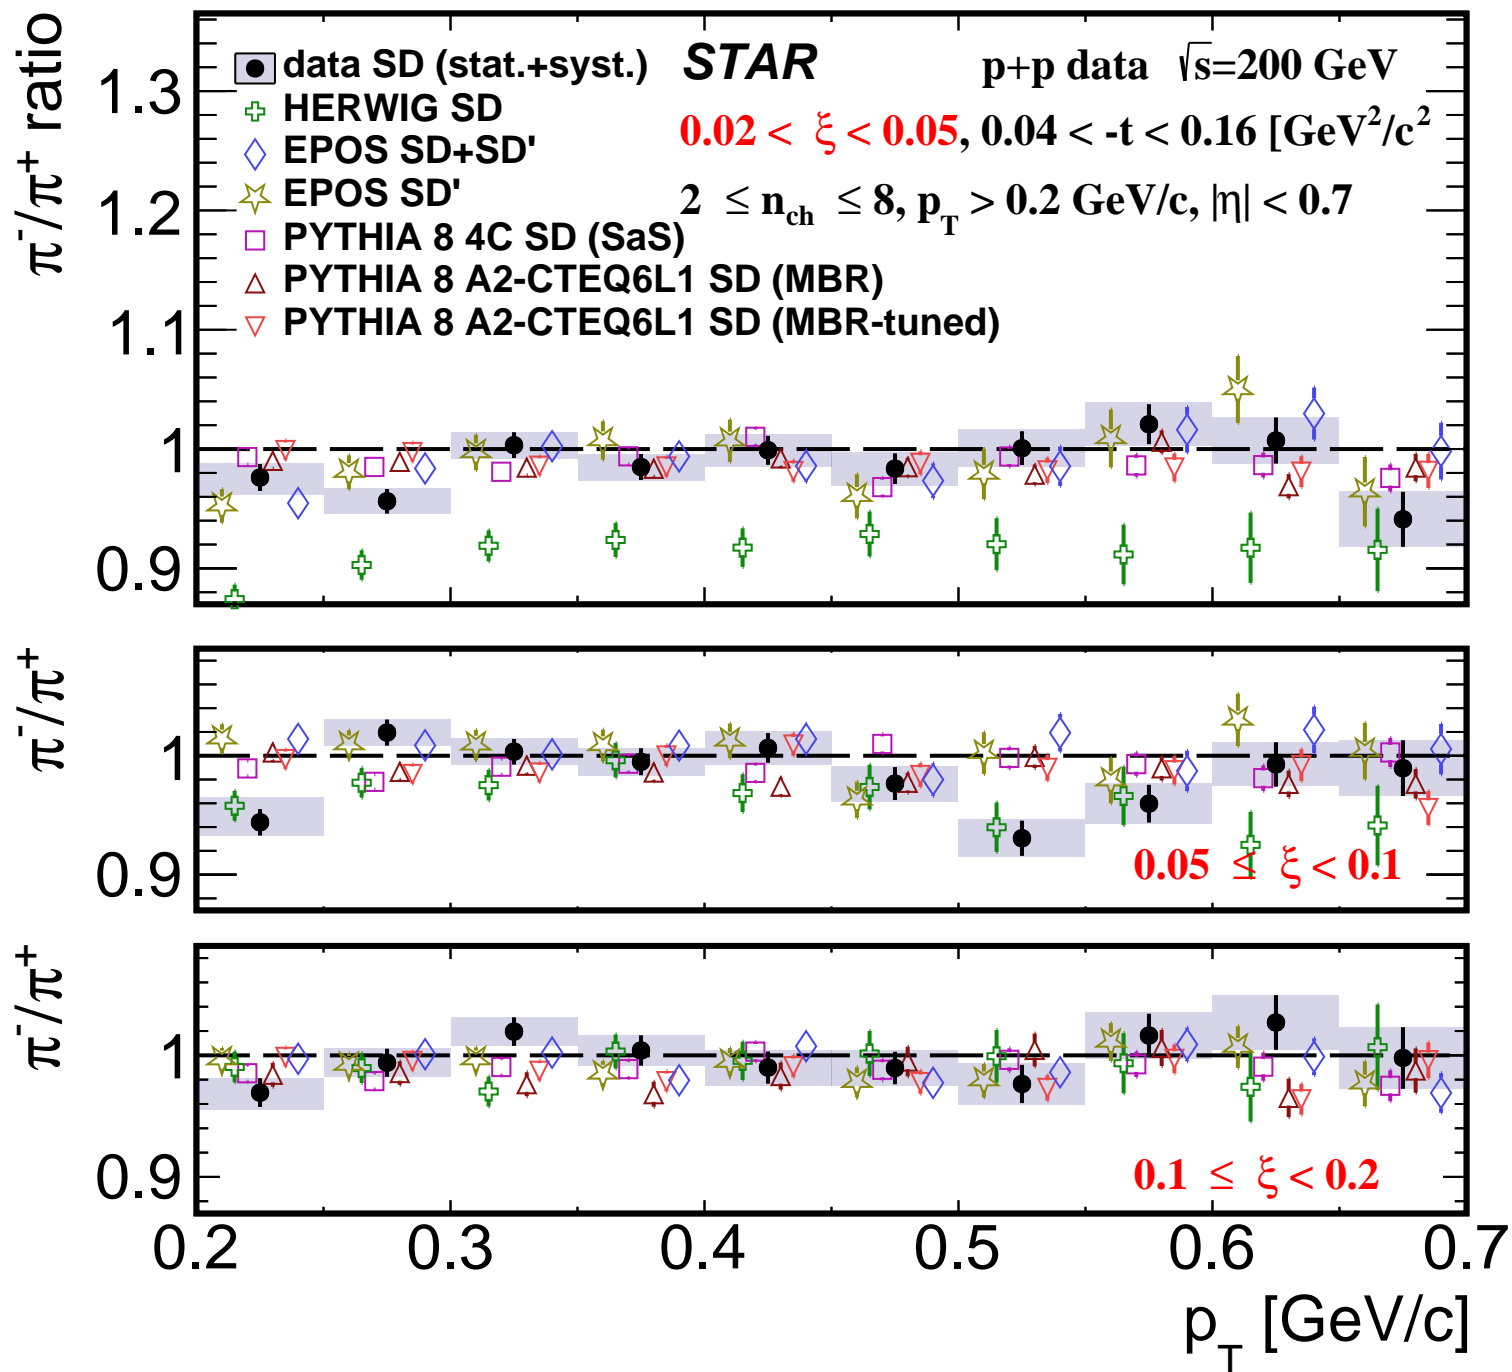 π⁻/π⁺ ratio
1.3
1.2
1.1
1
0.9
data SD (stat.+syst.)
HERWIG SD
EPOS SD+SD'
EPOS SD'
PYTHIA 8 4C SD (SaS)
PYTHIA 8 A2-CTEQ6L1 SD (MBR)
PYTHIA 8 A2-CTEQ6L1 SD (MBR-tuned)
STAR p+p data √s=200 GeV
0.02 < ξ < 0.05, 0.04 < -t < 0.16 [GeV²/c²
2 ≤ n_ch ≤ 8, p_T > 0.2 GeV/c, |η| < 0.7
π⁻/π⁺
1
0.9
0.05 ≤ ξ < 0.1
π⁻/π⁺
1
0.9
0.1 ≤ ξ < 0.2
0.2 0.3 0.4 0.5 0.6 0.7
p_T [GeV/c]